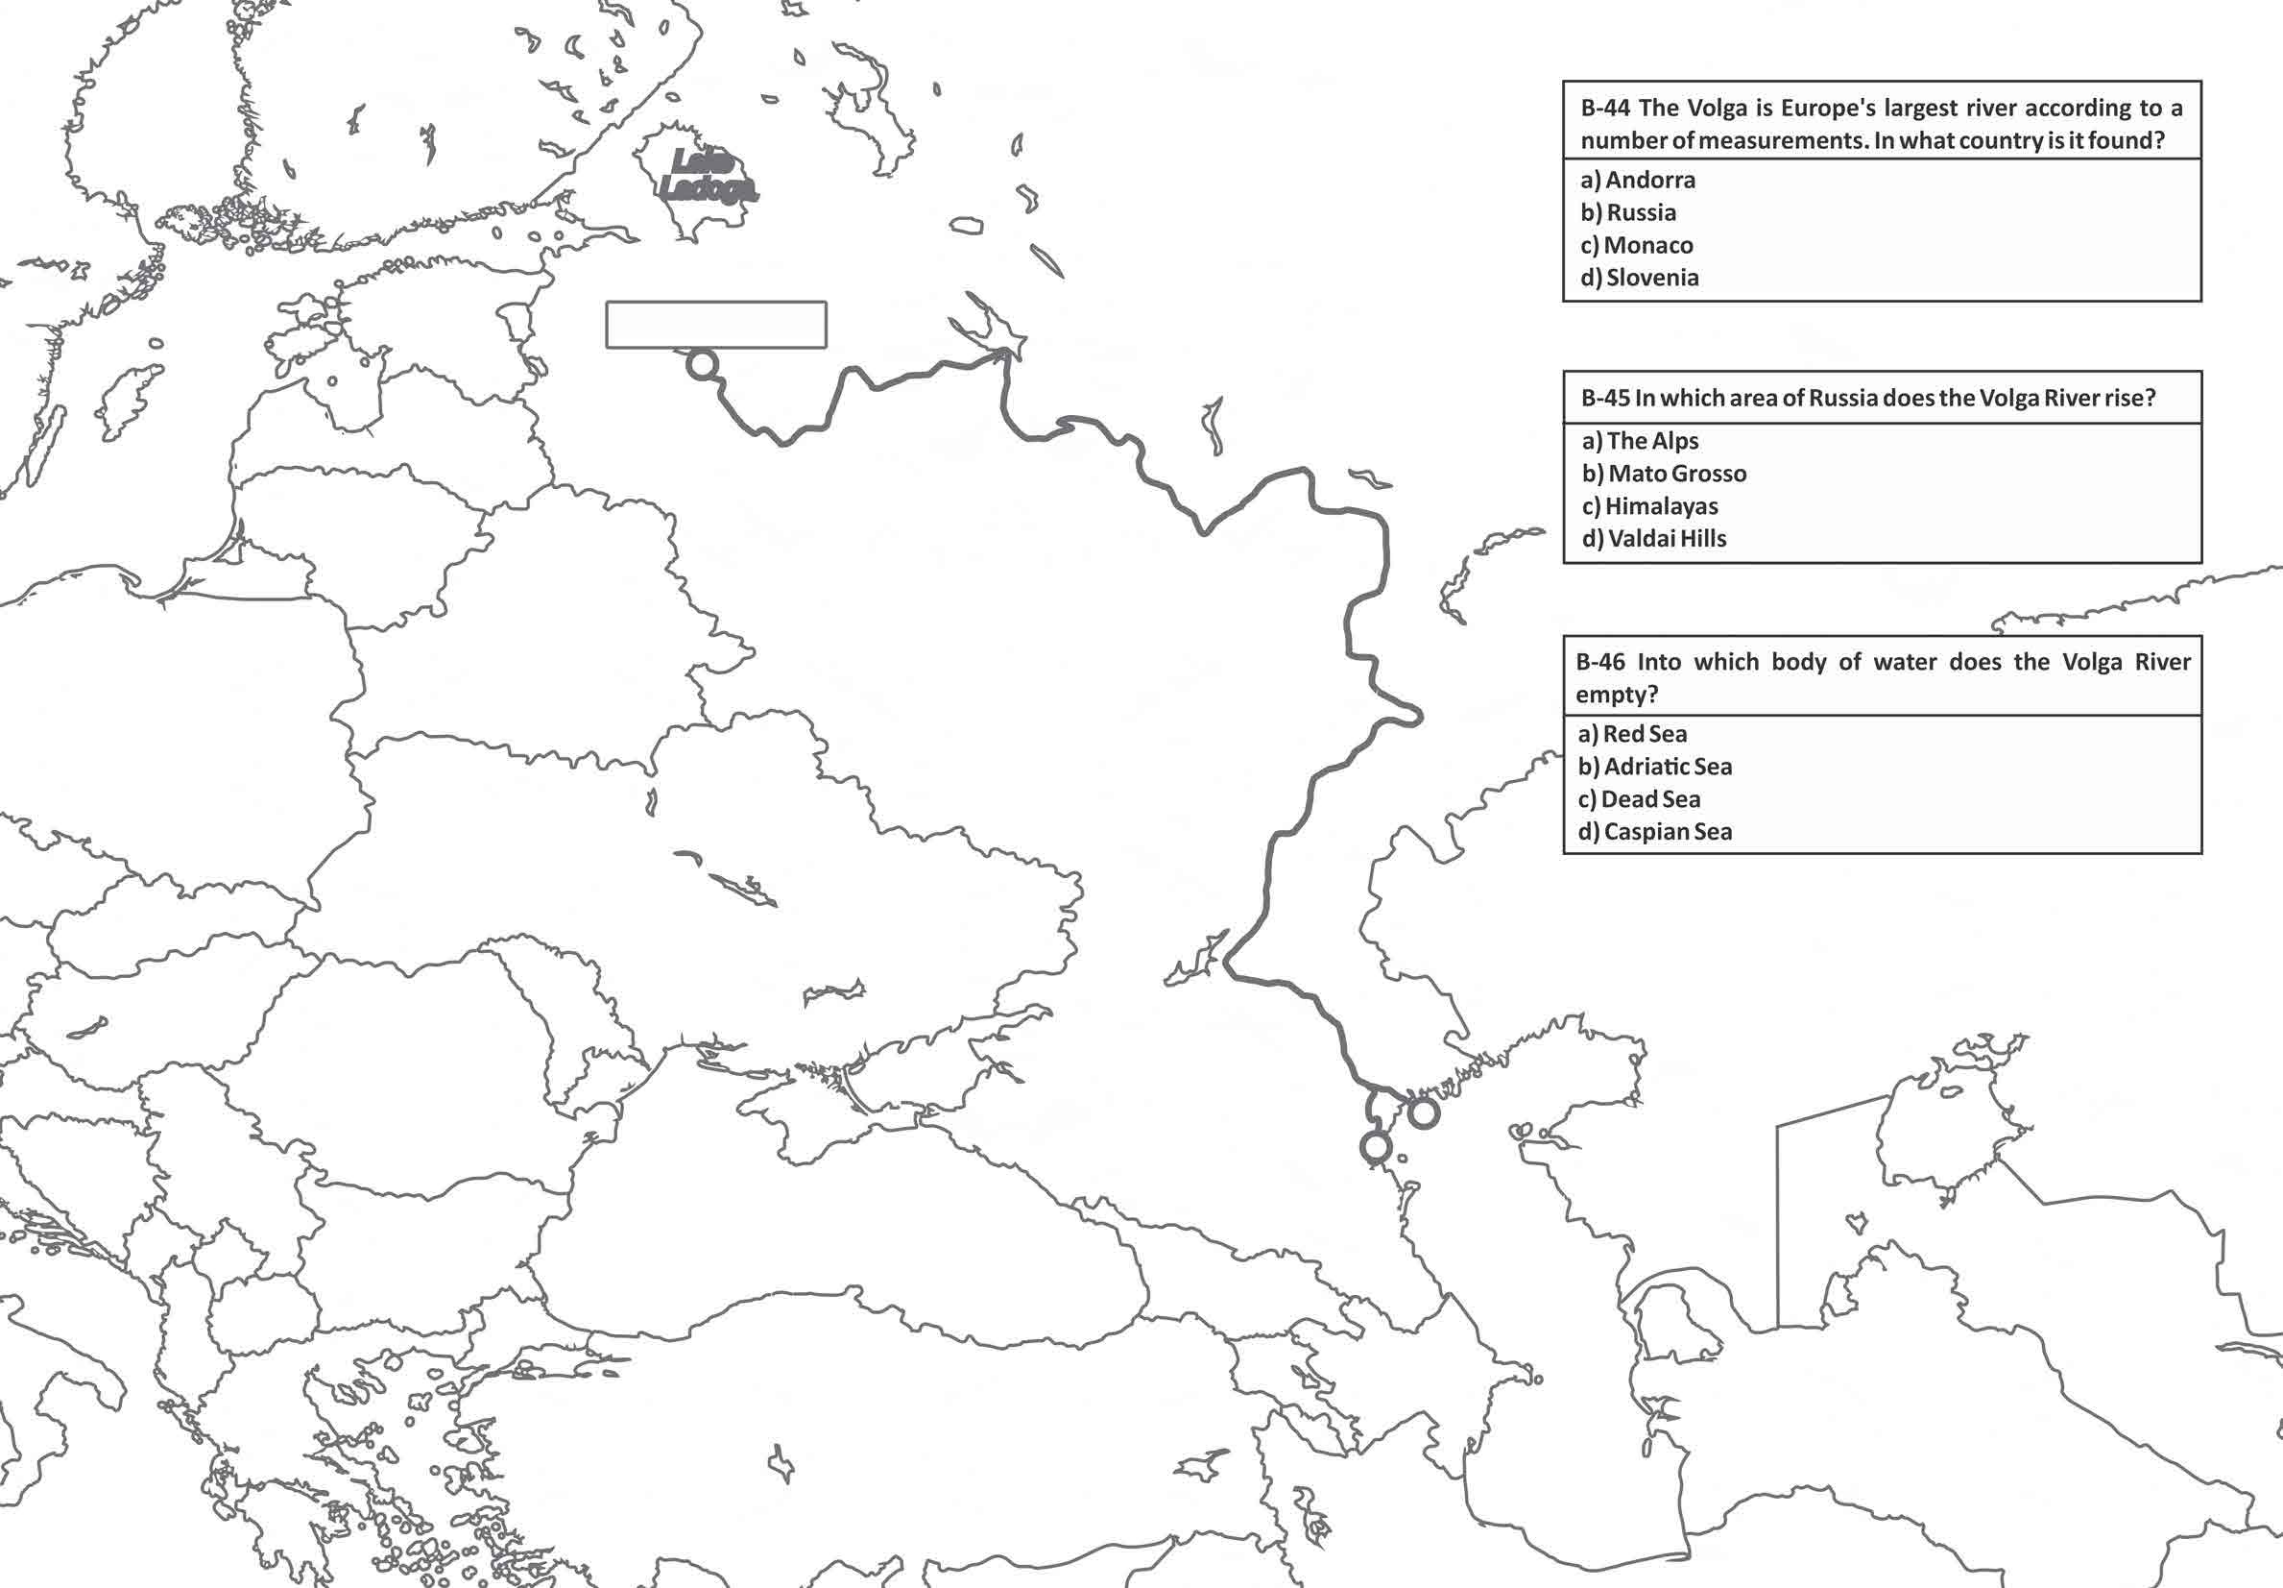 Lake
Ladoga
B-44 The Volga is Europe's largest river according to a
number of measurements. In what country is it found?
a) Andorra
b) Russia
c) Monaco
d) Slovenia
B-45 In which area of Russia does the Volga River rise?
a) The Alps
b) Mato Grosso
c) Himalayas
d) Valdai Hills
B-46 Into which body of water does the Volga River
empty?
a) Red Sea
b) Adriatic Sea
c) Dead Sea
d) Caspian Sea